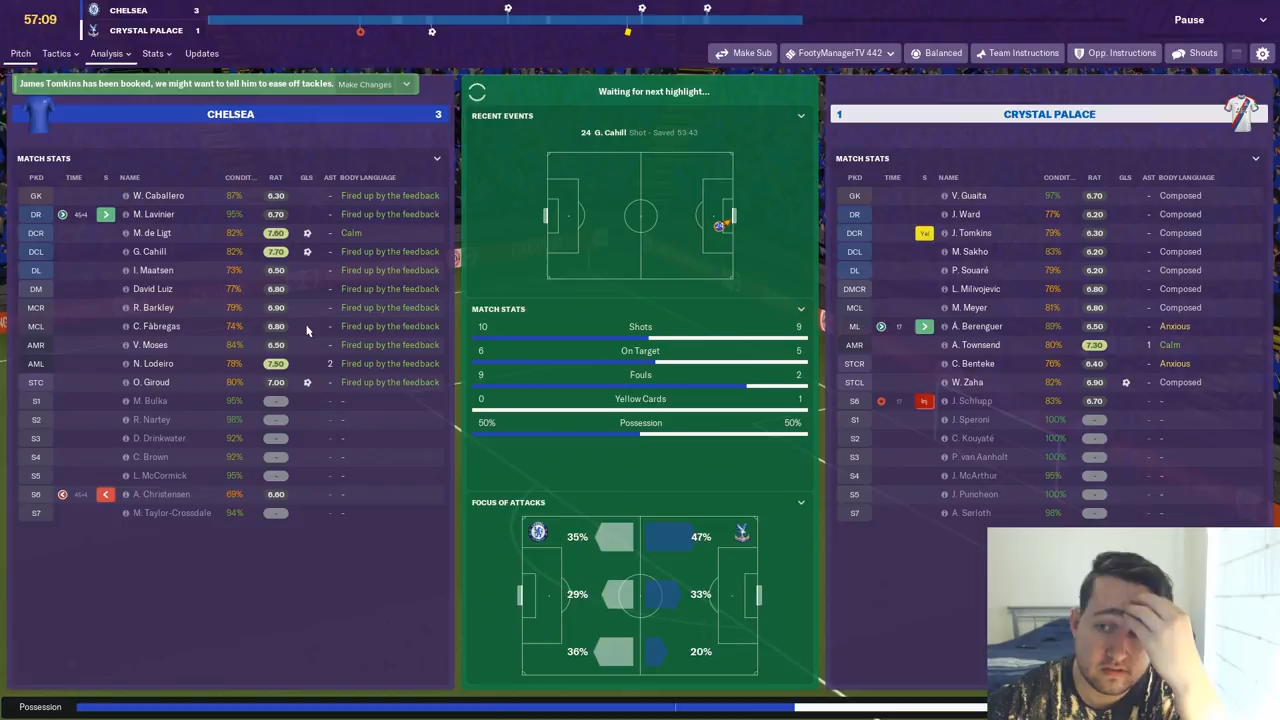 57:09
CHELSEA 3
CRYSTAL PALACE 1
Pause
Pitch Tactics Analysis Stats Updates
Make Sub FootyManagerTV 442 Balanced Team Instructions Opp. Instructions Shouts
James Tomkins has been booked, we might want to tell him to ease off tackles. Make Changes
CHELSEA 3
MATCH STATS
PKD TIME S NAME CONDIT... RAT GLS AST BODY LANGUAGE
GK W. Caballero 87% 6.30 - Fired up by the feedback
DR 45+4 M. Lavinier 95% 6.70 - Fired up by the feedback
DCR M. de Ligt 82% 7.60 - Calm
DCL G. Cahill 82% 7.70 - Fired up by the feedback
DL I. Maatsen 73% 6.50 - Fired up by the feedback
DM David Luiz 77% 6.80 - Fired up by the feedback
MCR R. Barkley 79% 6.90 - Fired up by the feedback
MCL C. Fàbregas 74% 6.80 - Fired up by the feedback
AMR V. Moses 84% 6.50 - Fired up by the feedback
AML N. Lodeiro 78% 7.50 2 Fired up by the feedback
STC O. Giroud 80% 7.00 - Fired up by the feedback
S1 M. Bulka 95% - - -
S2 R. Nartey 98% - - -
S3 D. Drinkwater 92% - - -
S4 C. Brown 92% - - -
S5 L. McCormick 95% - - -
S6 45+4 A. Christensen 69% 6.60 - -
S7 M. Taylor-Crossdale 94% - - -
Waiting for next highlight...
RECENT EVENTS
24 G. Cahill Shot - Saved 53:43
24
MATCH STATS
10 Shots 9
6 On Target 5
9 Fouls 2
0 Yellow Cards 1
50% Possession 50%
FOCUS OF ATTACKS
35% 47%
29% 33%
36% 20%
1 CRYSTAL PALACE
MATCH STATS
PKD TIME S NAME CONDIT... RAT GLS AST BODY LANGUAGE
GK V. Guaita 97% 6.70 - Composed
DR J. Ward 77% 6.20 - Composed
DCR Yel J. Tomkins 79% 6.30 - Composed
DCL M. Sakho 83% 6.20 - Composed
DL P. Souaré 79% 6.20 - Composed
DMCR L. Milivojevic 76% 6.80 - Composed
MCL M. Meyer 81% 6.80 - Composed
ML 17 Á. Berenguer 89% 6.50 - Anxious
AMR A. Townsend 80% 7.30 1 Calm
STCR C. Benteke 76% 6.40 - Anxious
STCL W. Zaha 82% 6.90 - Composed
S6 17 Inj J. Schlupp 83% 6.70 - -
S1 J. Speroni 100% - - -
S2 C. Kouyaté 100% - - -
S3 P. van Aanholt 100% - - -
S4 J. McArthur 95% - - -
S5 J. Puncheon 100% - - -
S7 A. Sørloth 98% - - -
Possession